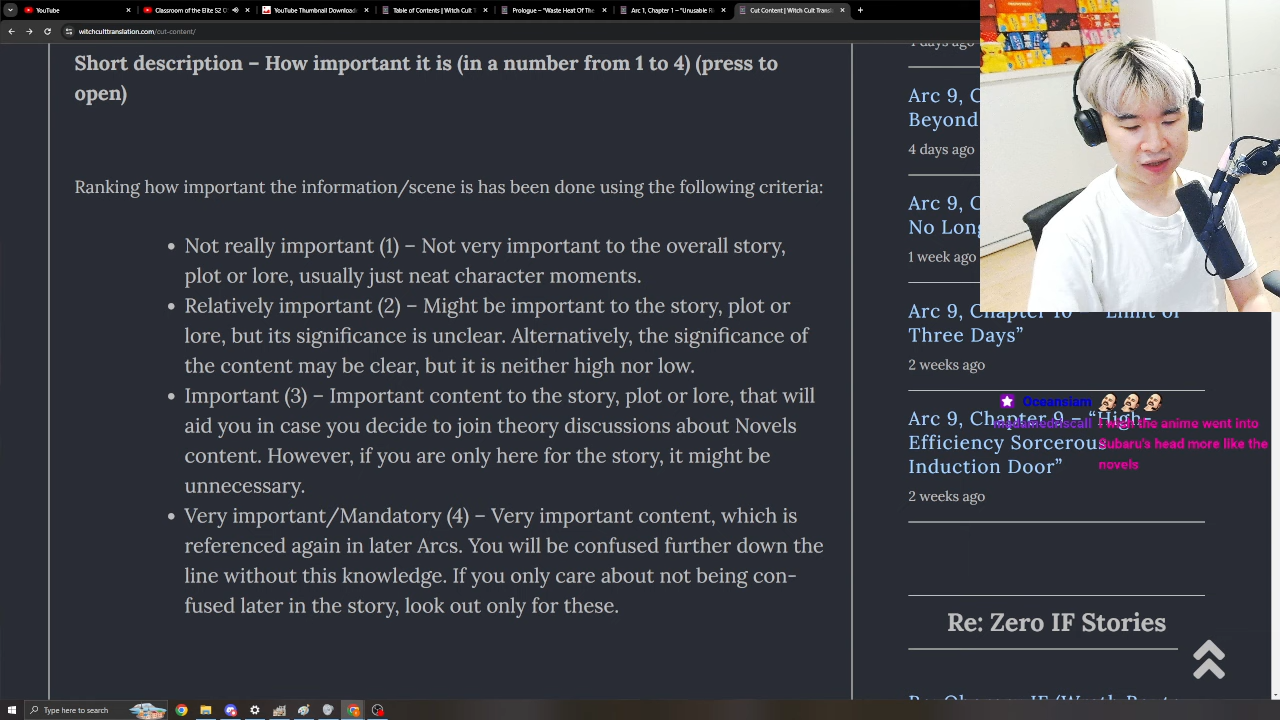 YouTube
Classroom of the Elite S2
YouTube Thumbnail Download
Table of Contents | Witch Cult
Prologue – "Waste Heat Of The
Arc 1, Chapter 1 – "Unusable
Cut Content | Witch Cult Trans
witchculttranslation.com/cut-content/
Short description – How important it is (in a number from 1 to 4) (press to
open)
Ranking how important the information/scene is has been done using the following criteria:
• Not really important (1) – Not very important to the overall story,
plot or lore, usually just neat character moments.
• Relatively important (2) – Might be important to the story, plot or
lore, but its significance is unclear. Alternatively, the significance of
the content may be clear, but it is neither high nor low.
• Important (3) – Important content to the story, plot or lore, that will
aid you in case you decide to join theory discussions about Novels
content. However, if you are only here for the story, it might be
unnecessary.
• Very important/Mandatory (4) – Very important content, which is
referenced again in later Arcs. You will be confused further down the
line without this knowledge. If you only care about not being con-
fused later in the story, look out only for these.
4 days ago
Arc 9, C
Beyond
4 days ago
Arc 9, C
No Long
1 week ago
Arc 9, Chapter 10 – "Limit of
Three Days"
2 weeks ago
Arc 9, Chapter 9 – "High-
Efficiency Sorcerous
Induction Door"
2 weeks ago
Oceansiam
I wish the anime went into
Subaru's head more like the
novels
Re: Zero IF Stories
Type here to search